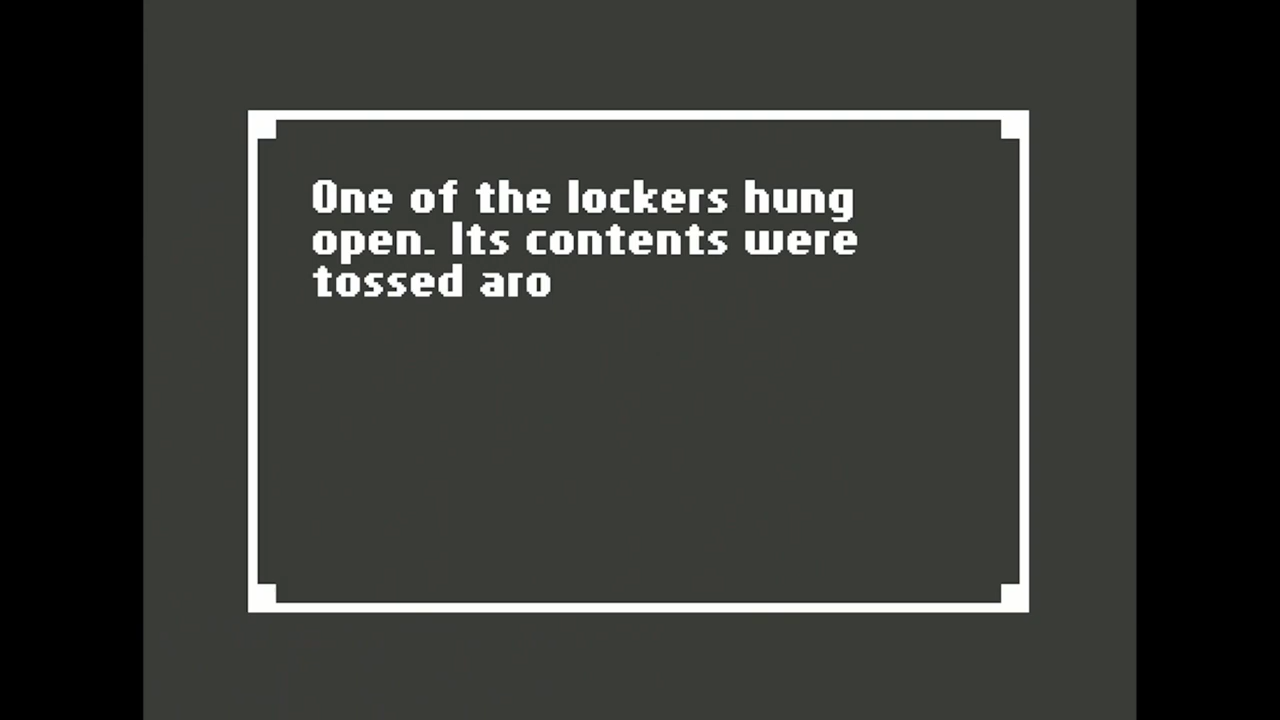 One of the lockers hung
open. Its contents were
tossed aro